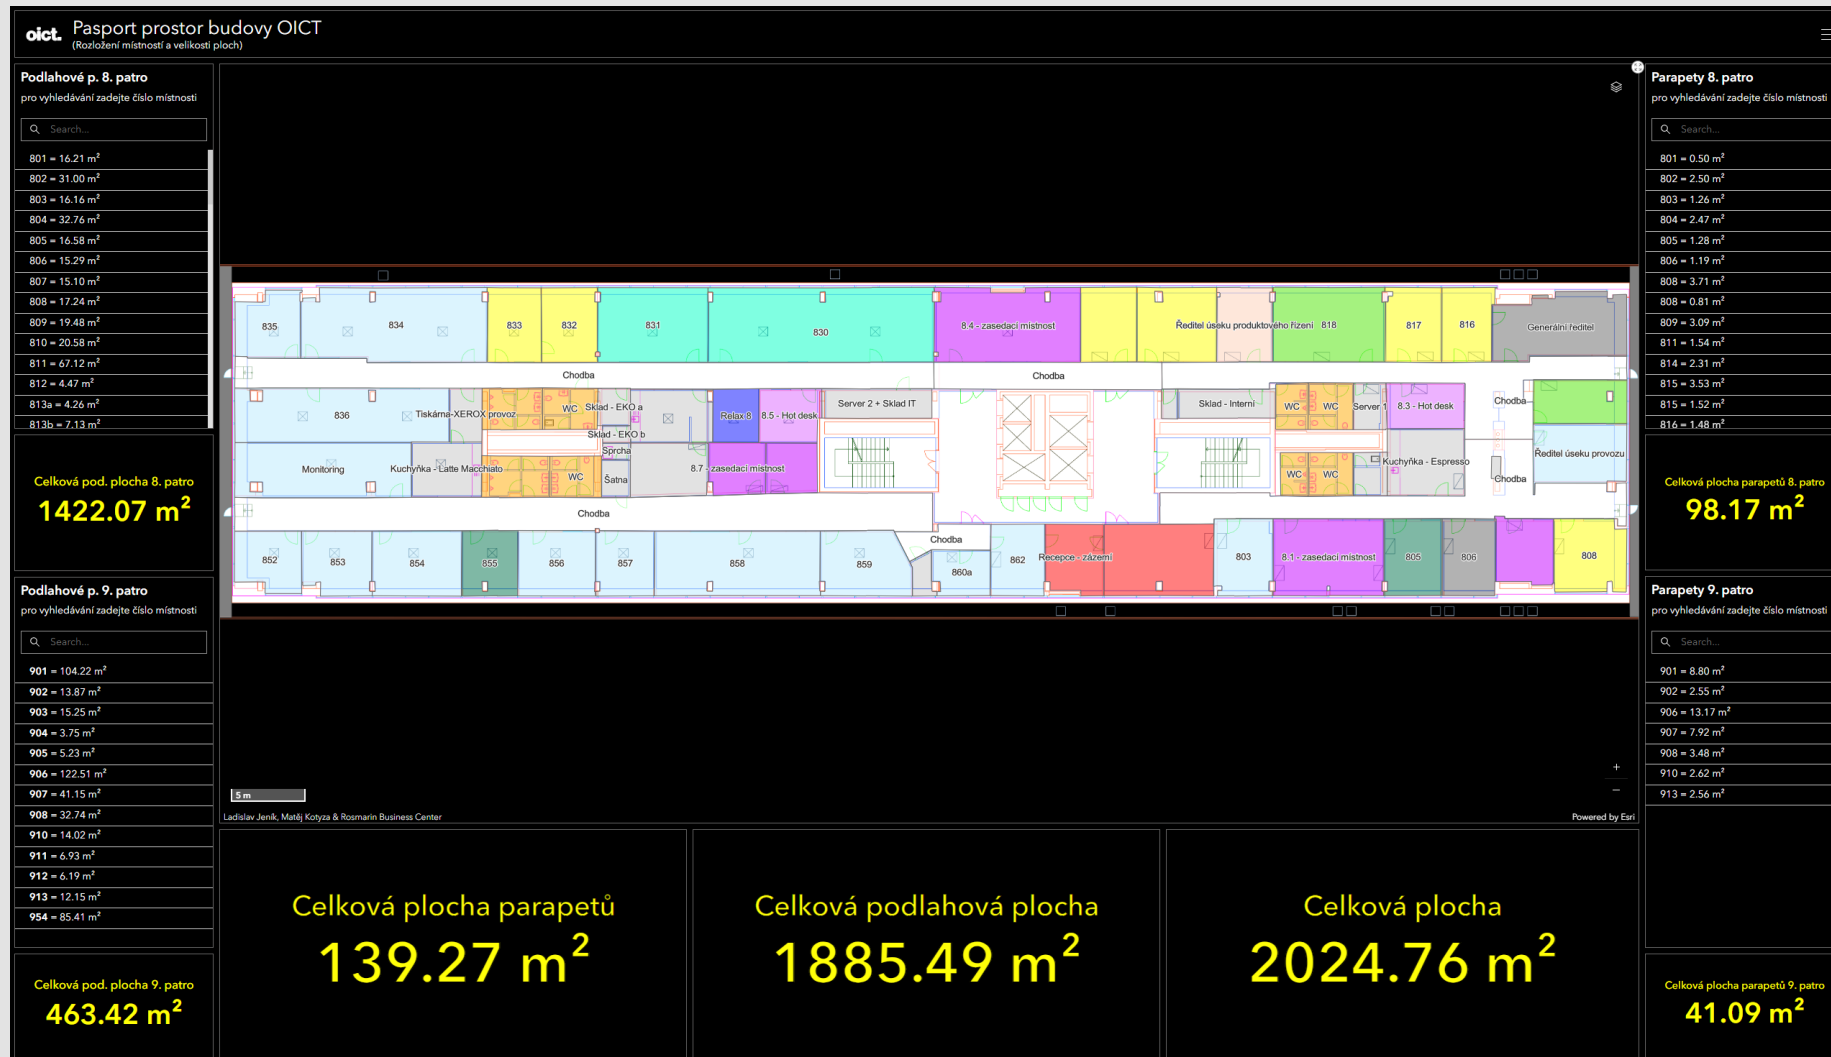 oict.
Pasport prostor budovy OICT
(Rozložení místností a velikosti ploch)
Podlahové p. 8. patro
pro vyhledávání zadejte číslo místnosti
Search...
801 = 16.21 m²
802 = 31.00 m²
803 = 16.16 m²
804 = 32.76 m²
805 = 16.58 m²
806 = 15.29 m²
807 = 15.10 m²
808 = 17.24 m²
809 = 19.48 m²
810 = 20.58 m²
811 = 67.12 m²
812 = 4.47 m²
813a = 4.26 m²
813b = 7.13 m²
Celková pod. plocha 8. patro
1422.07 m²
Podlahové p. 9. patro
pro vyhledávání zadejte číslo místnosti
Search...
901 = 104.22 m²
902 = 13.87 m²
903 = 15.25 m²
904 = 3.75 m²
905 = 5.23 m²
906 = 122.51 m²
907 = 41.15 m²
908 = 32.74 m²
910 = 14.02 m²
911 = 6.93 m²
912 = 6.19 m²
913 = 12.15 m²
954 = 85.41 m²
Celková pod. plocha 9. patro
463.42 m²
835
834
833
832
831
830
8.4 - zasedací místnost
Ředitel úseku produktového řízení
818
817
816
Generální ředitel
Chodba
Chodba
836
Tiskárna-XEROX provoz
WC
Sklad - EKO a
Relax 8
8.5 - Hot desk
Server 2 + Sklad IT
Sklad - Interní
WC
WC
Server 1
8.3 - Hot desk
Chodba
Sklad - EKO b
Sprcha
Monitoring
Kuchyňka - Latte Macchiato
WC
Šatna
8.7 - zasedací místnost
WC
WC
Kuchyňka - Espresso
Ředitel úseku provozu
Chodba
Chodba
Chodba
852
853
854
855
856
857
858
859
860a
862
Recepce - zázemí
803
8.1 - zasedací místnost
805
806
808
5 m
Ladislav Jeník, Matěj Kotyza & Rosmarin Business Center
+
−
Powered by Esri
Celková plocha parapetů
139.27 m²
Celková podlahová plocha
1885.49 m²
Celková plocha
2024.76 m²
Parapety 8. patro
pro vyhledávání zadejte číslo místnosti
Search...
801 = 0.50 m²
802 = 2.50 m²
803 = 1.26 m²
804 = 2.47 m²
805 = 1.28 m²
806 = 1.19 m²
808 = 3.71 m²
808 = 0.81 m²
809 = 3.09 m²
811 = 1.54 m²
814 = 2.31 m²
815 = 3.53 m²
815 = 1.52 m²
816 = 1.48 m²
Celková plocha parapetů 8. patro
98.17 m²
Parapety 9. patro
pro vyhledávání zadejte číslo místnosti
Search...
901 = 8.80 m²
902 = 2.55 m²
906 = 13.17 m²
907 = 7.92 m²
908 = 3.48 m²
910 = 2.62 m²
913 = 2.56 m²
Celková plocha parapetů 9. patro
41.09 m²